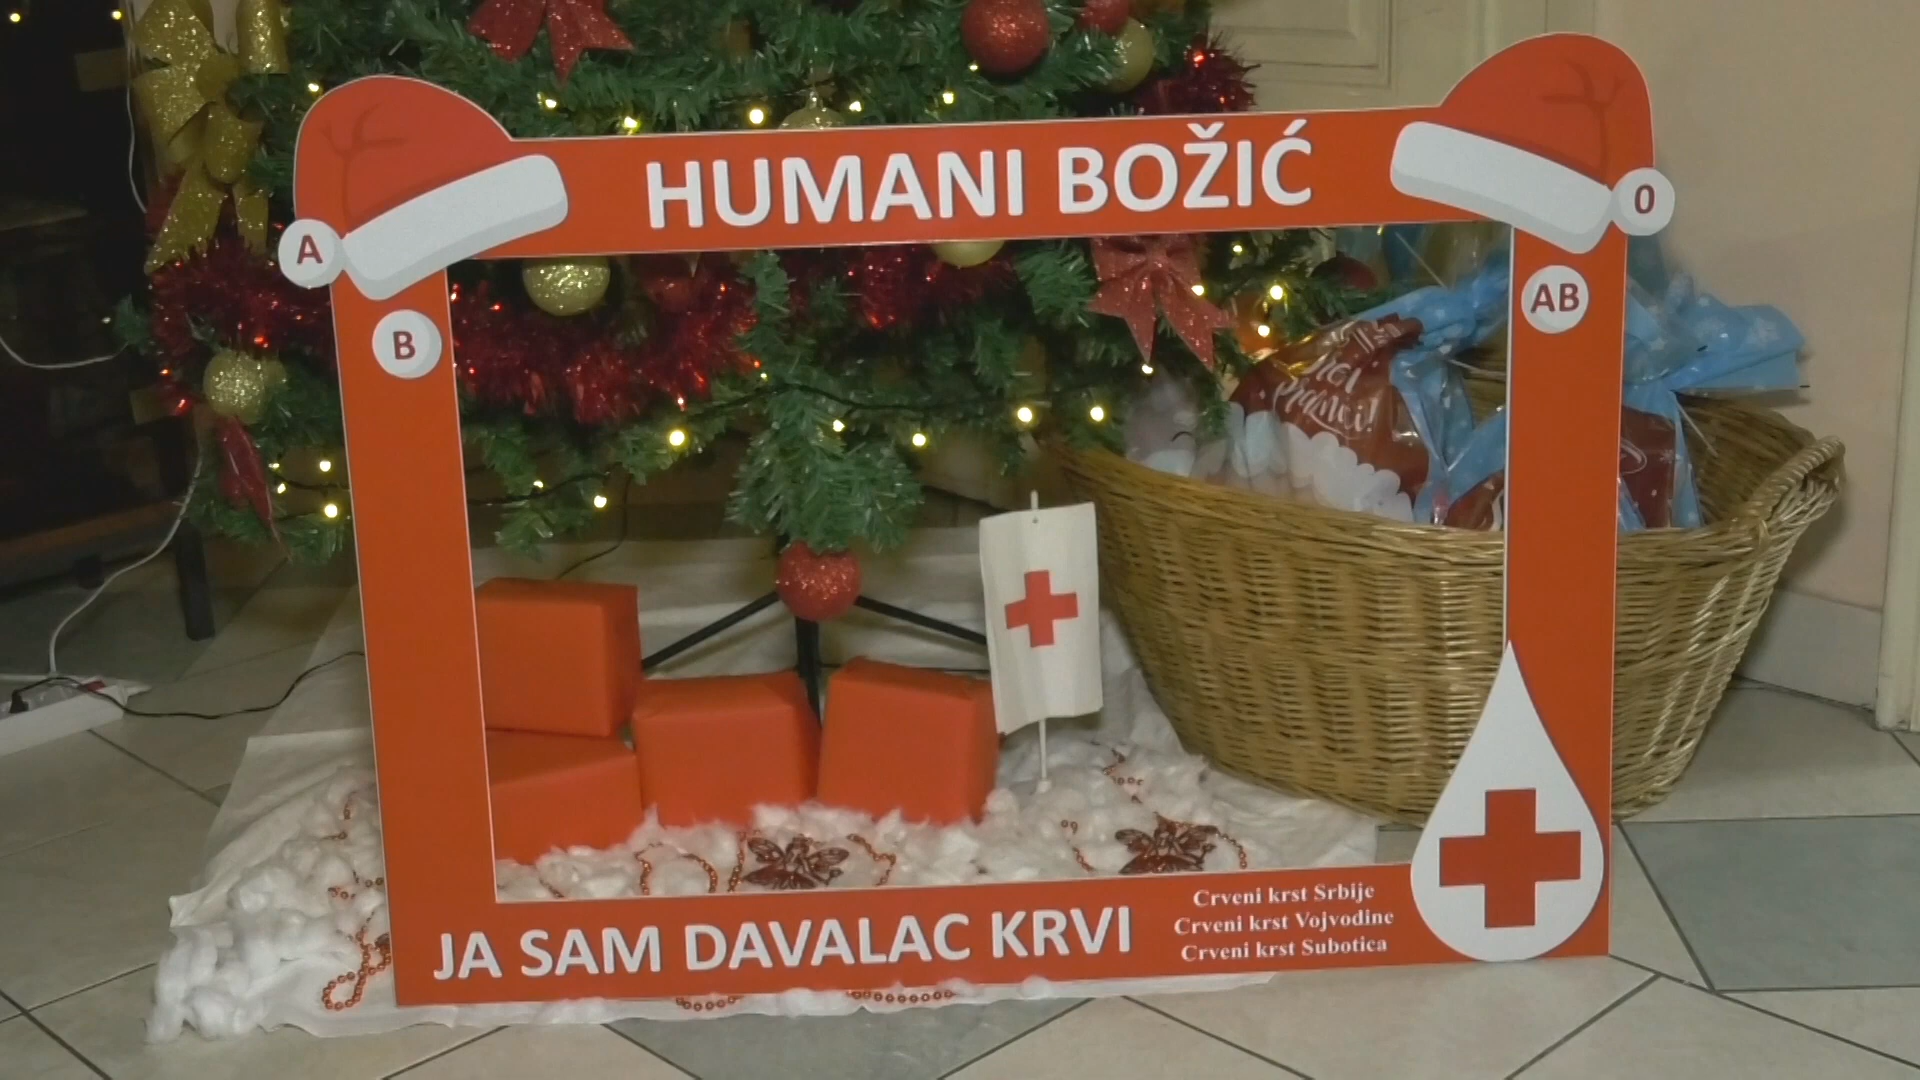 HUMANI BOŽIĆ
A
0
B
AB
JA SAM DAVALAC KRVI
Crveni krst Srbije
Crveni krst Vojvodine
Crveni krst Subotica